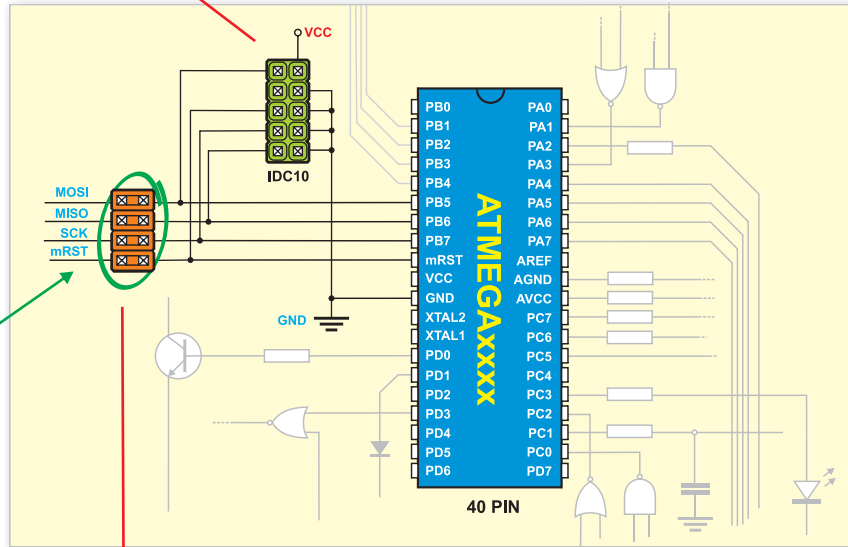 VCC
IDC10
MOSI
MISO
SCK
mRST
GND
PB0
PB1
PB2
PB3
PB4
PB5
PB6
PB7
mRST
VCC
GND
XTAL2
XTAL1
PD0
PD1
PD2
PD3
PD4
PD5
PD6
ATMEGAxxxx
PA0
PA1
PA2
PA3
PA4
PA5
PA6
PA7
AREF
AGND
AVCC
PC7
PC6
PC5
PC4
PC3
PC2
PC1
PC0
PD7
40 PIN